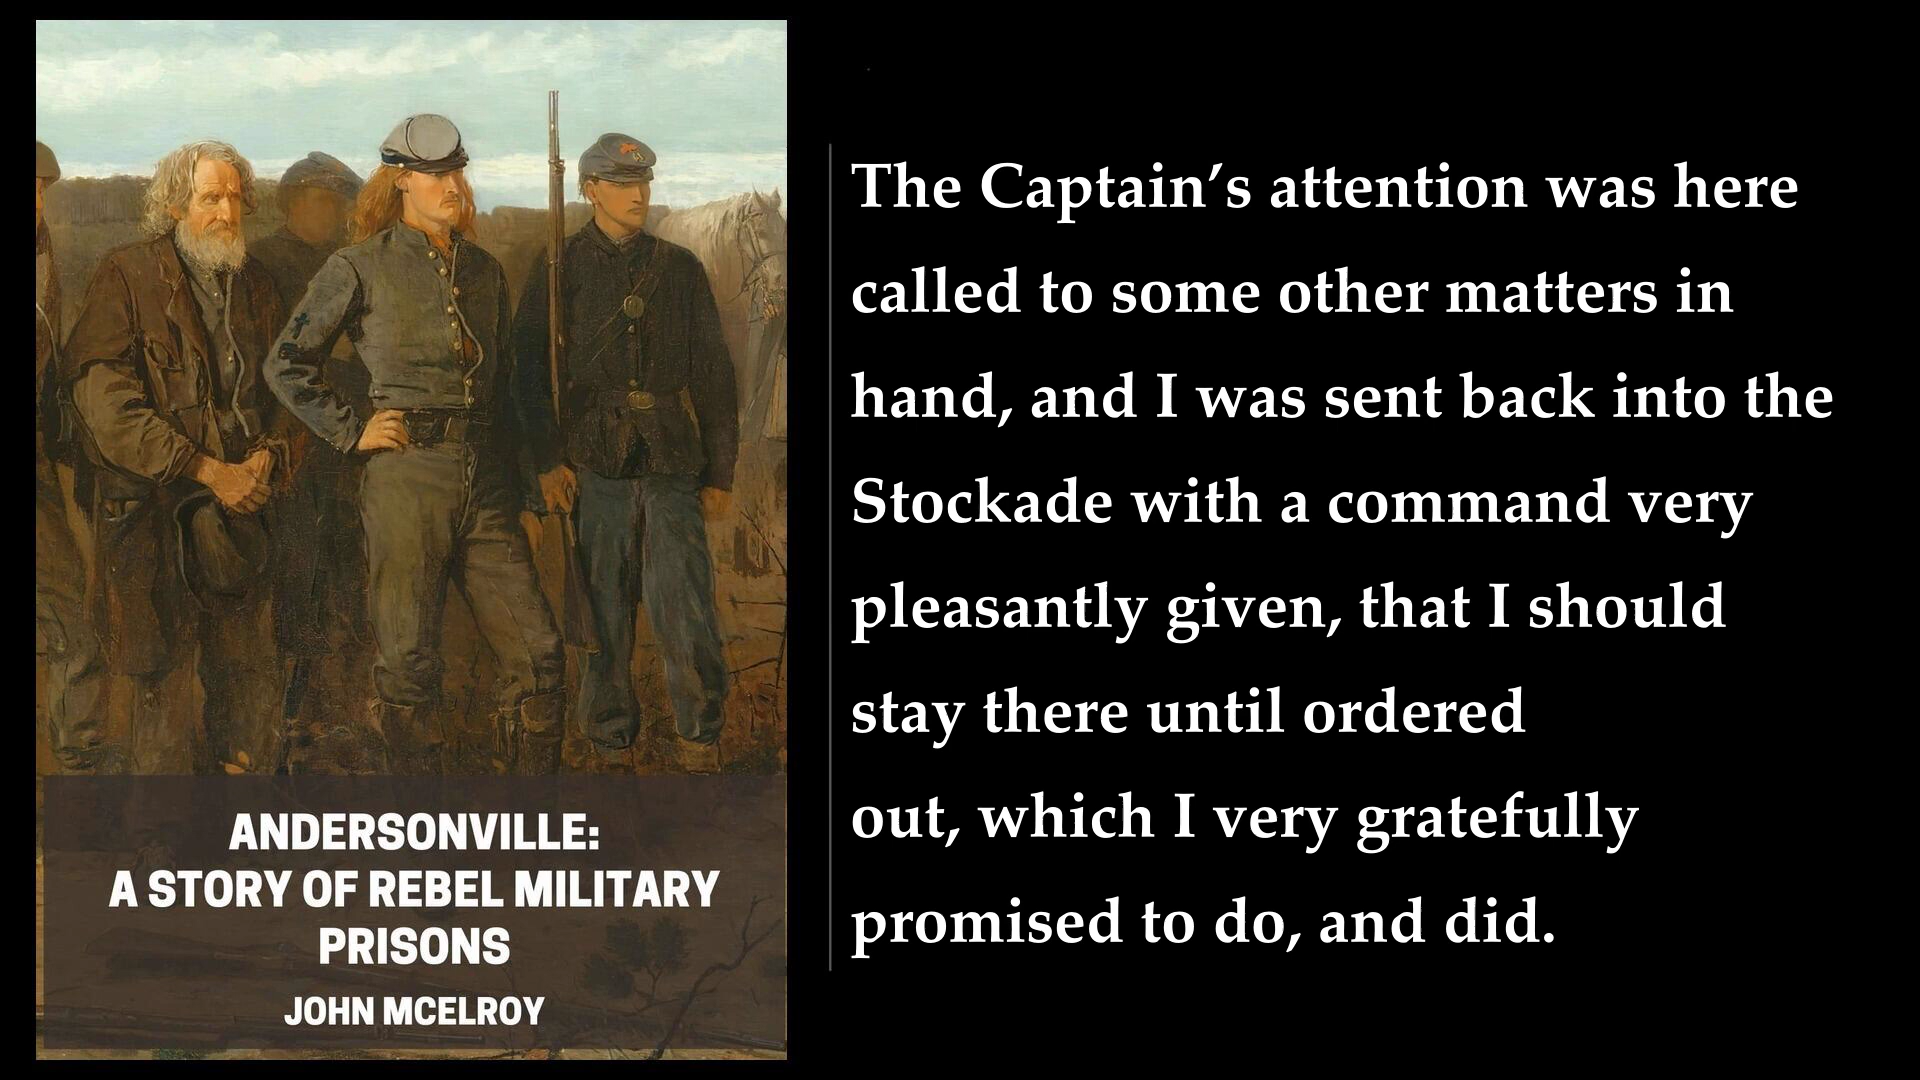 ANDERSONVILLE:
A STORY OF REBEL MILITARY
PRISONS
JOHN MCELROY
The Captain’s attention was here
called to some other matters in
hand, and I was sent back into the
Stockade with a command very
pleasantly given, that I should
stay there until ordered
out, which I very gratefully
promised to do, and did.